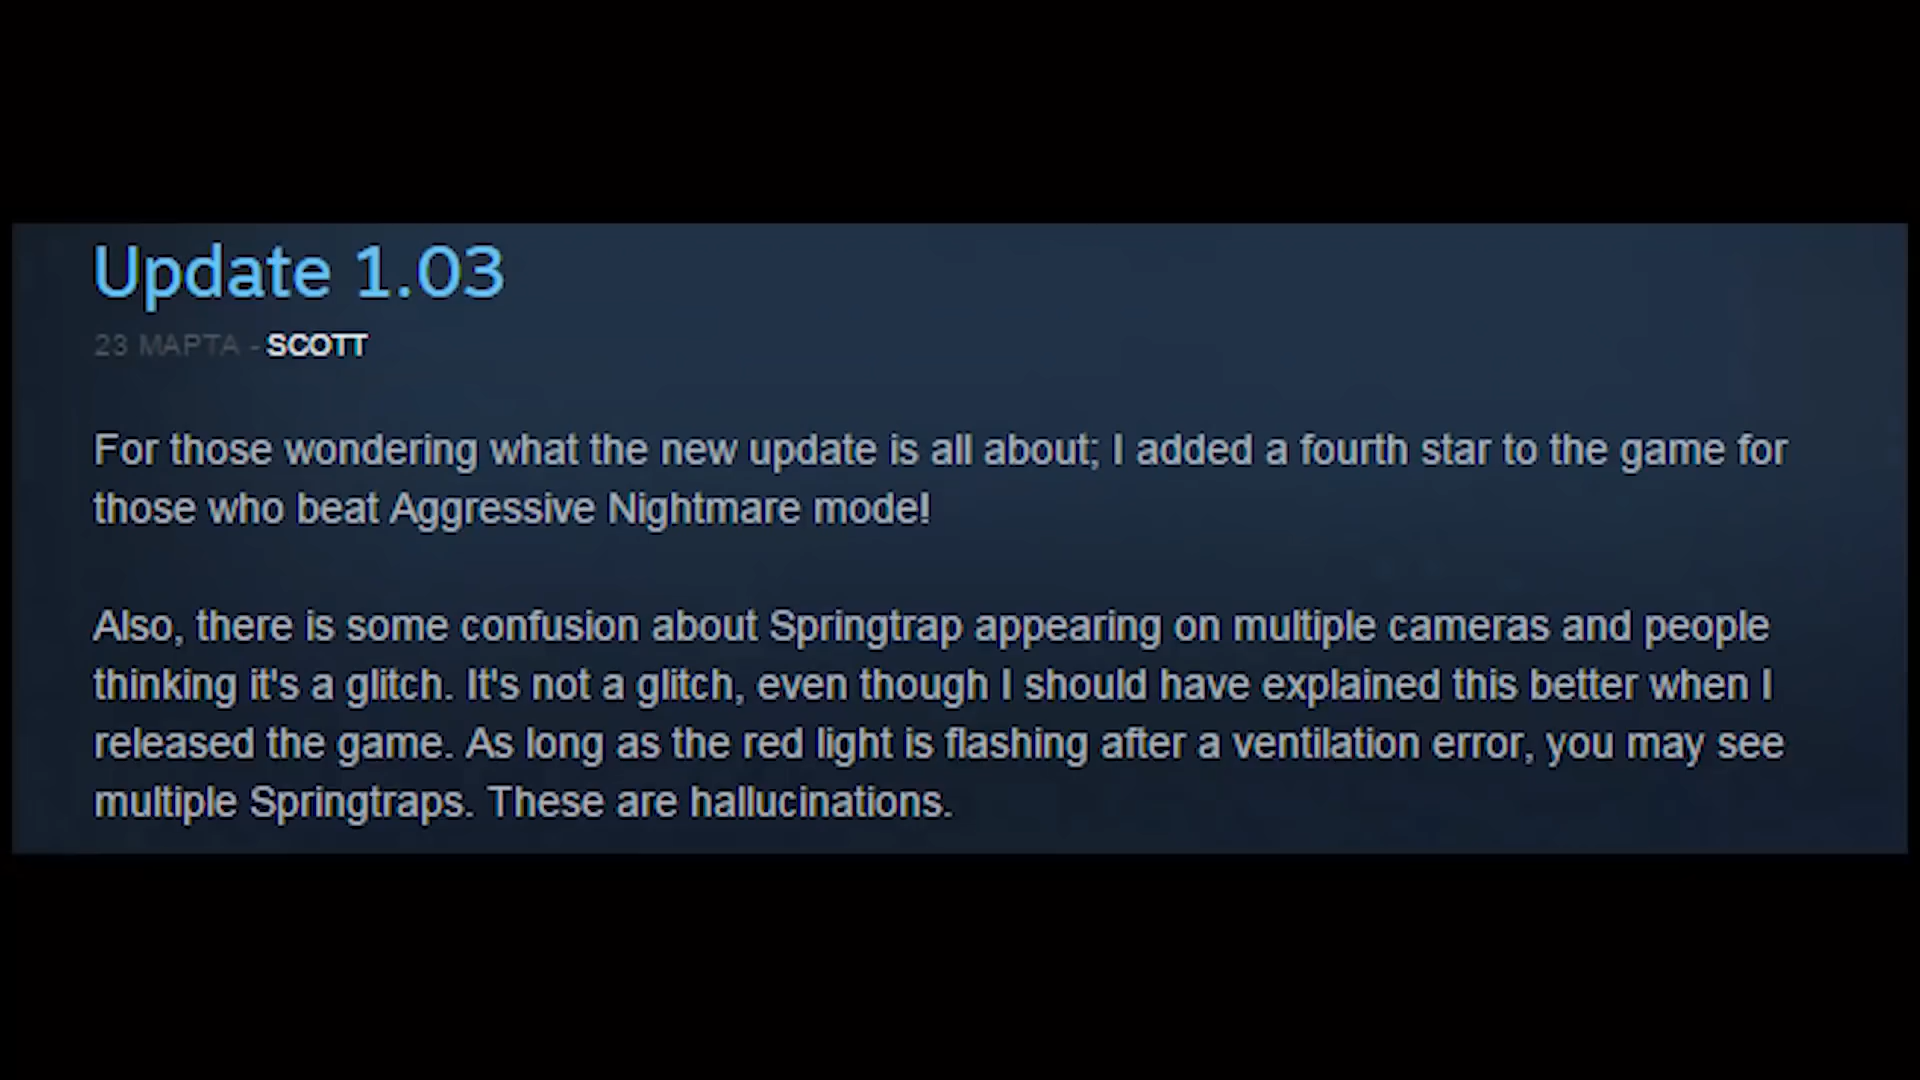 Update 1.03
23 МАРТА - SCOTT
For those wondering what the new update is all about; I added a fourth star to the game for
those who beat Aggressive Nightmare mode!
Also, there is some confusion about Springtrap appearing on multiple cameras and people
thinking it's a glitch. It's not a glitch, even though I should have explained this better when I
released the game. As long as the red light is flashing after a ventilation error, you may see
multiple Springtraps. These are hallucinations.